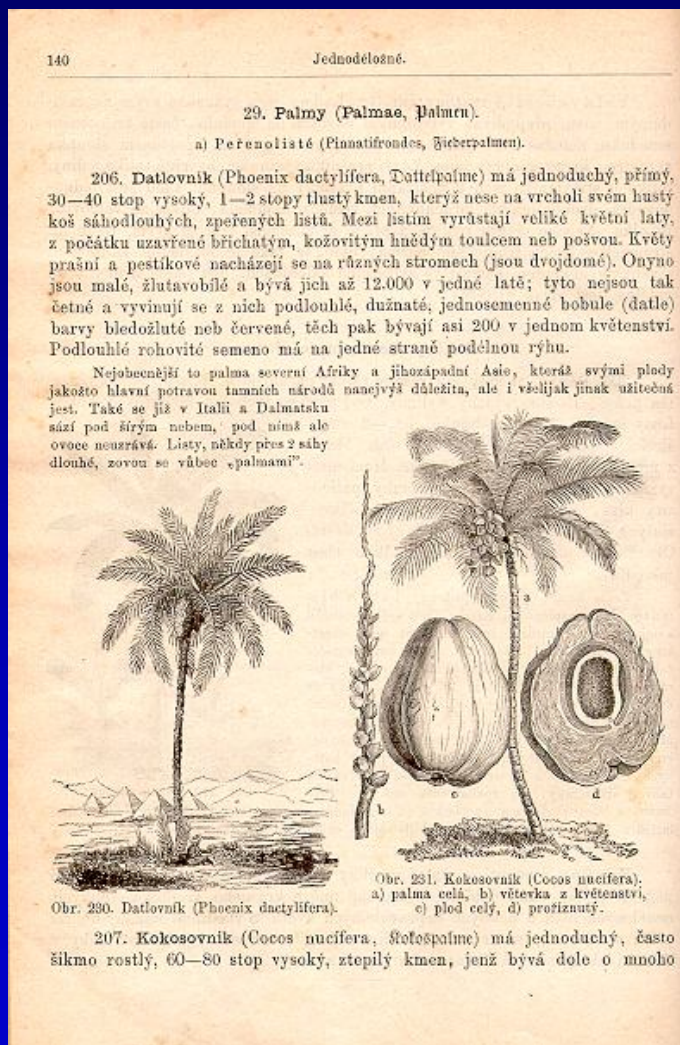 140
Jednoděložné.
29. Palmy (Palmae, Palmen).
a) Peřenolisté (Pinnatifrondes, Fiederpalmen).
206. Datlovník (Phoenix dactylífera, Dattelpalme) má jednoduchý, přímý,
30—40 stop vysoký, 1—2 stopy tlustý kmen, kterýž nese na vrcholi svém hustý
koš sáhodlouhých, zpeřených listů. Mezi listím vyrůstají veliké květní laty,
z počátku uzavřené břichatým, kožovitým hnědým toulcem neb pošvou. Květy
prašní a pestíkové nacházejí se na různých stromech (jsou dvojdomé). Onyno
jsou malé, žlutavobílé a bývá jich až 12.000 v jedné latě; tyto nejsou tak
četné a vyvinují se z nich podlouhlé, dužnaté, jednosemenné bobule (datle)
barvy bledožluté neb červené, těch pak bývají asi 200 v jednom květenství.
Podlouhlé rohovité semeno má na jedné straně podélnou rýhu.
Nejobecnější to palma severní Afriky a jihozápadní Asie, kteráž svými plody
jakožto hlavní potravou tamních národů nanejvýš důležita, ale i všelijak jinak užitečná
jest. Také se již v Italii a Dalmatsku
sází pod šírým nebem, pod nímž ale
ovoce neuzrává. Listy, někdy přes 2 sáhy
dlouhé, zovou se vůbec „palmami”.
a
b
c
d
Obr. 230. Datlovník (Phoenix dactylifera).
Obr. 231. Kokosovník (Cocos nucífera).
a) palma celá, b) větevka z květenství,
c) plod celý, d) proříznutý.
207. Kokosovník (Cocos nucífera, Kokospalme) má jednoduchý, často
šikmo rostlý, 60—80 stop vysoký, ztepilý kmen, jenž bývá dole o mnoho